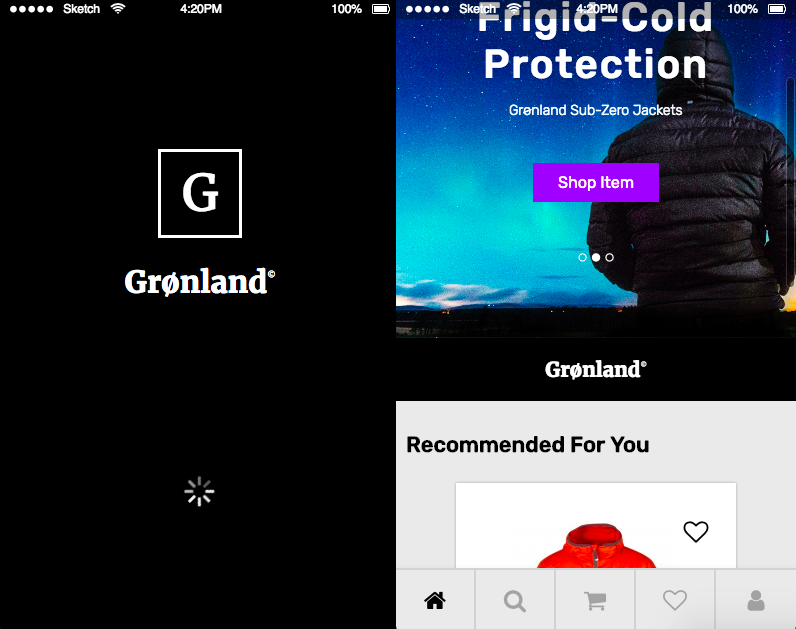 Sketch 4:20PM 100%
G
Grønland©
Sketch 4:20PM 100%
Frigid-Cold
Protection
Grønland Sub-Zero Jackets
Shop Item
Grønland©
Recommended For You